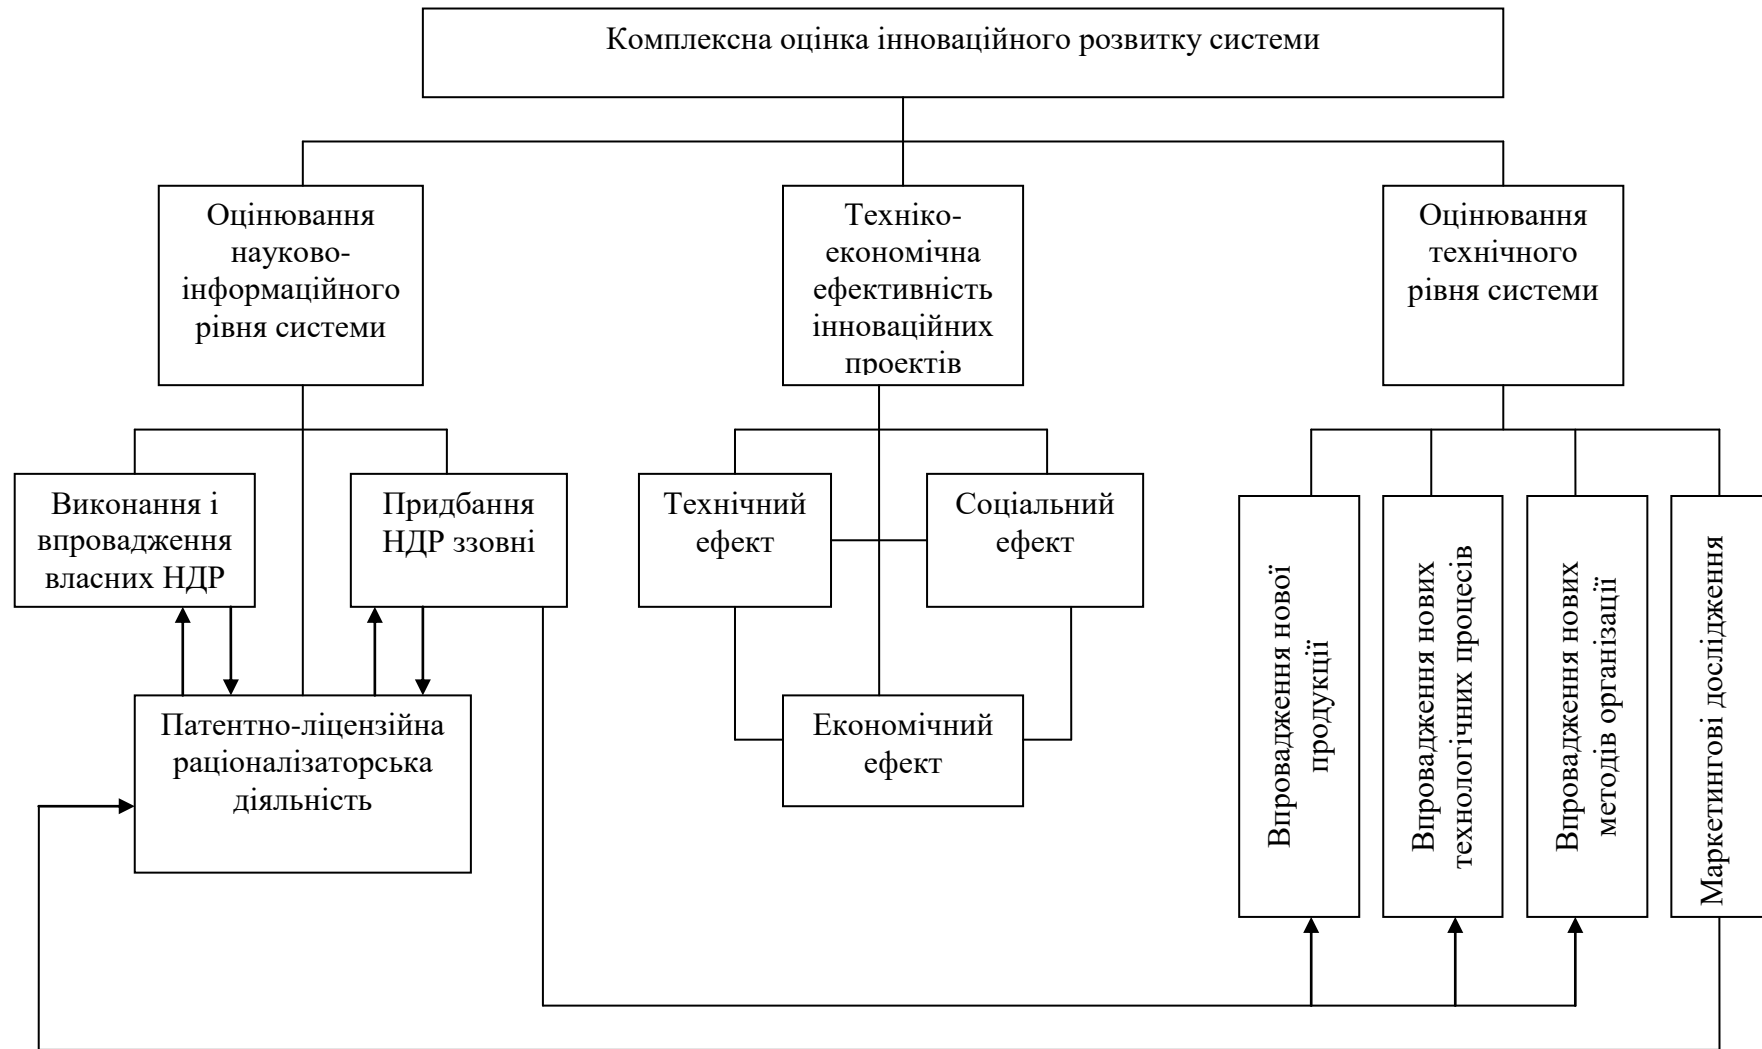 Комплексна оцінка інноваційного розвитку системи
Оцінювання
науково-
інформаційного
рівня системи
Техніко-
економічна
ефективність
інноваційних
проектів
Оцінювання
технічного
рівня системи
Виконання і
впровадження
власних НДР
Придбання
НДР ззовні
Технічний
ефект
Соціальний
ефект
Патентно-ліцензійна
раціоналізаторська
діяльність
Економічний
ефект
Впровадження нової
продукції
Впровадження нових
технологічних процесів
Впровадження нових
методів організації
Маркетингові дослідження